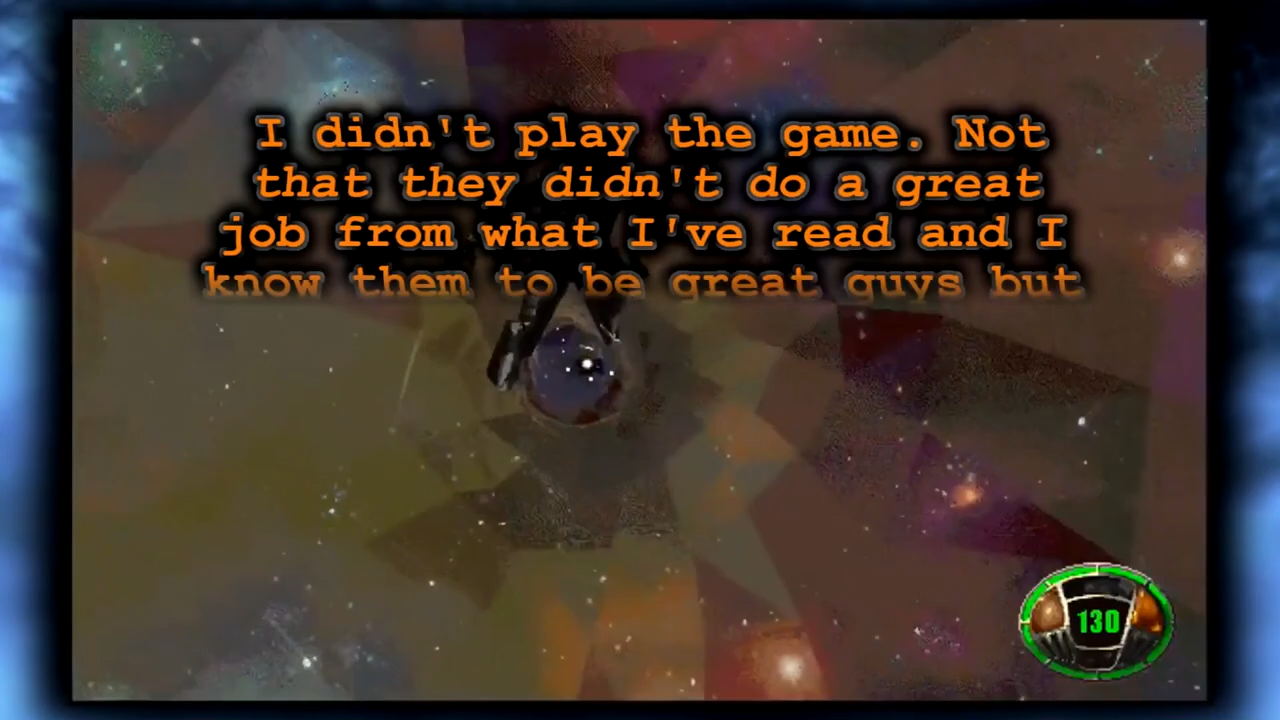 I didn't play the game. Not
that they didn't do a great
job from what I've read and I
know them to be great guys but
130